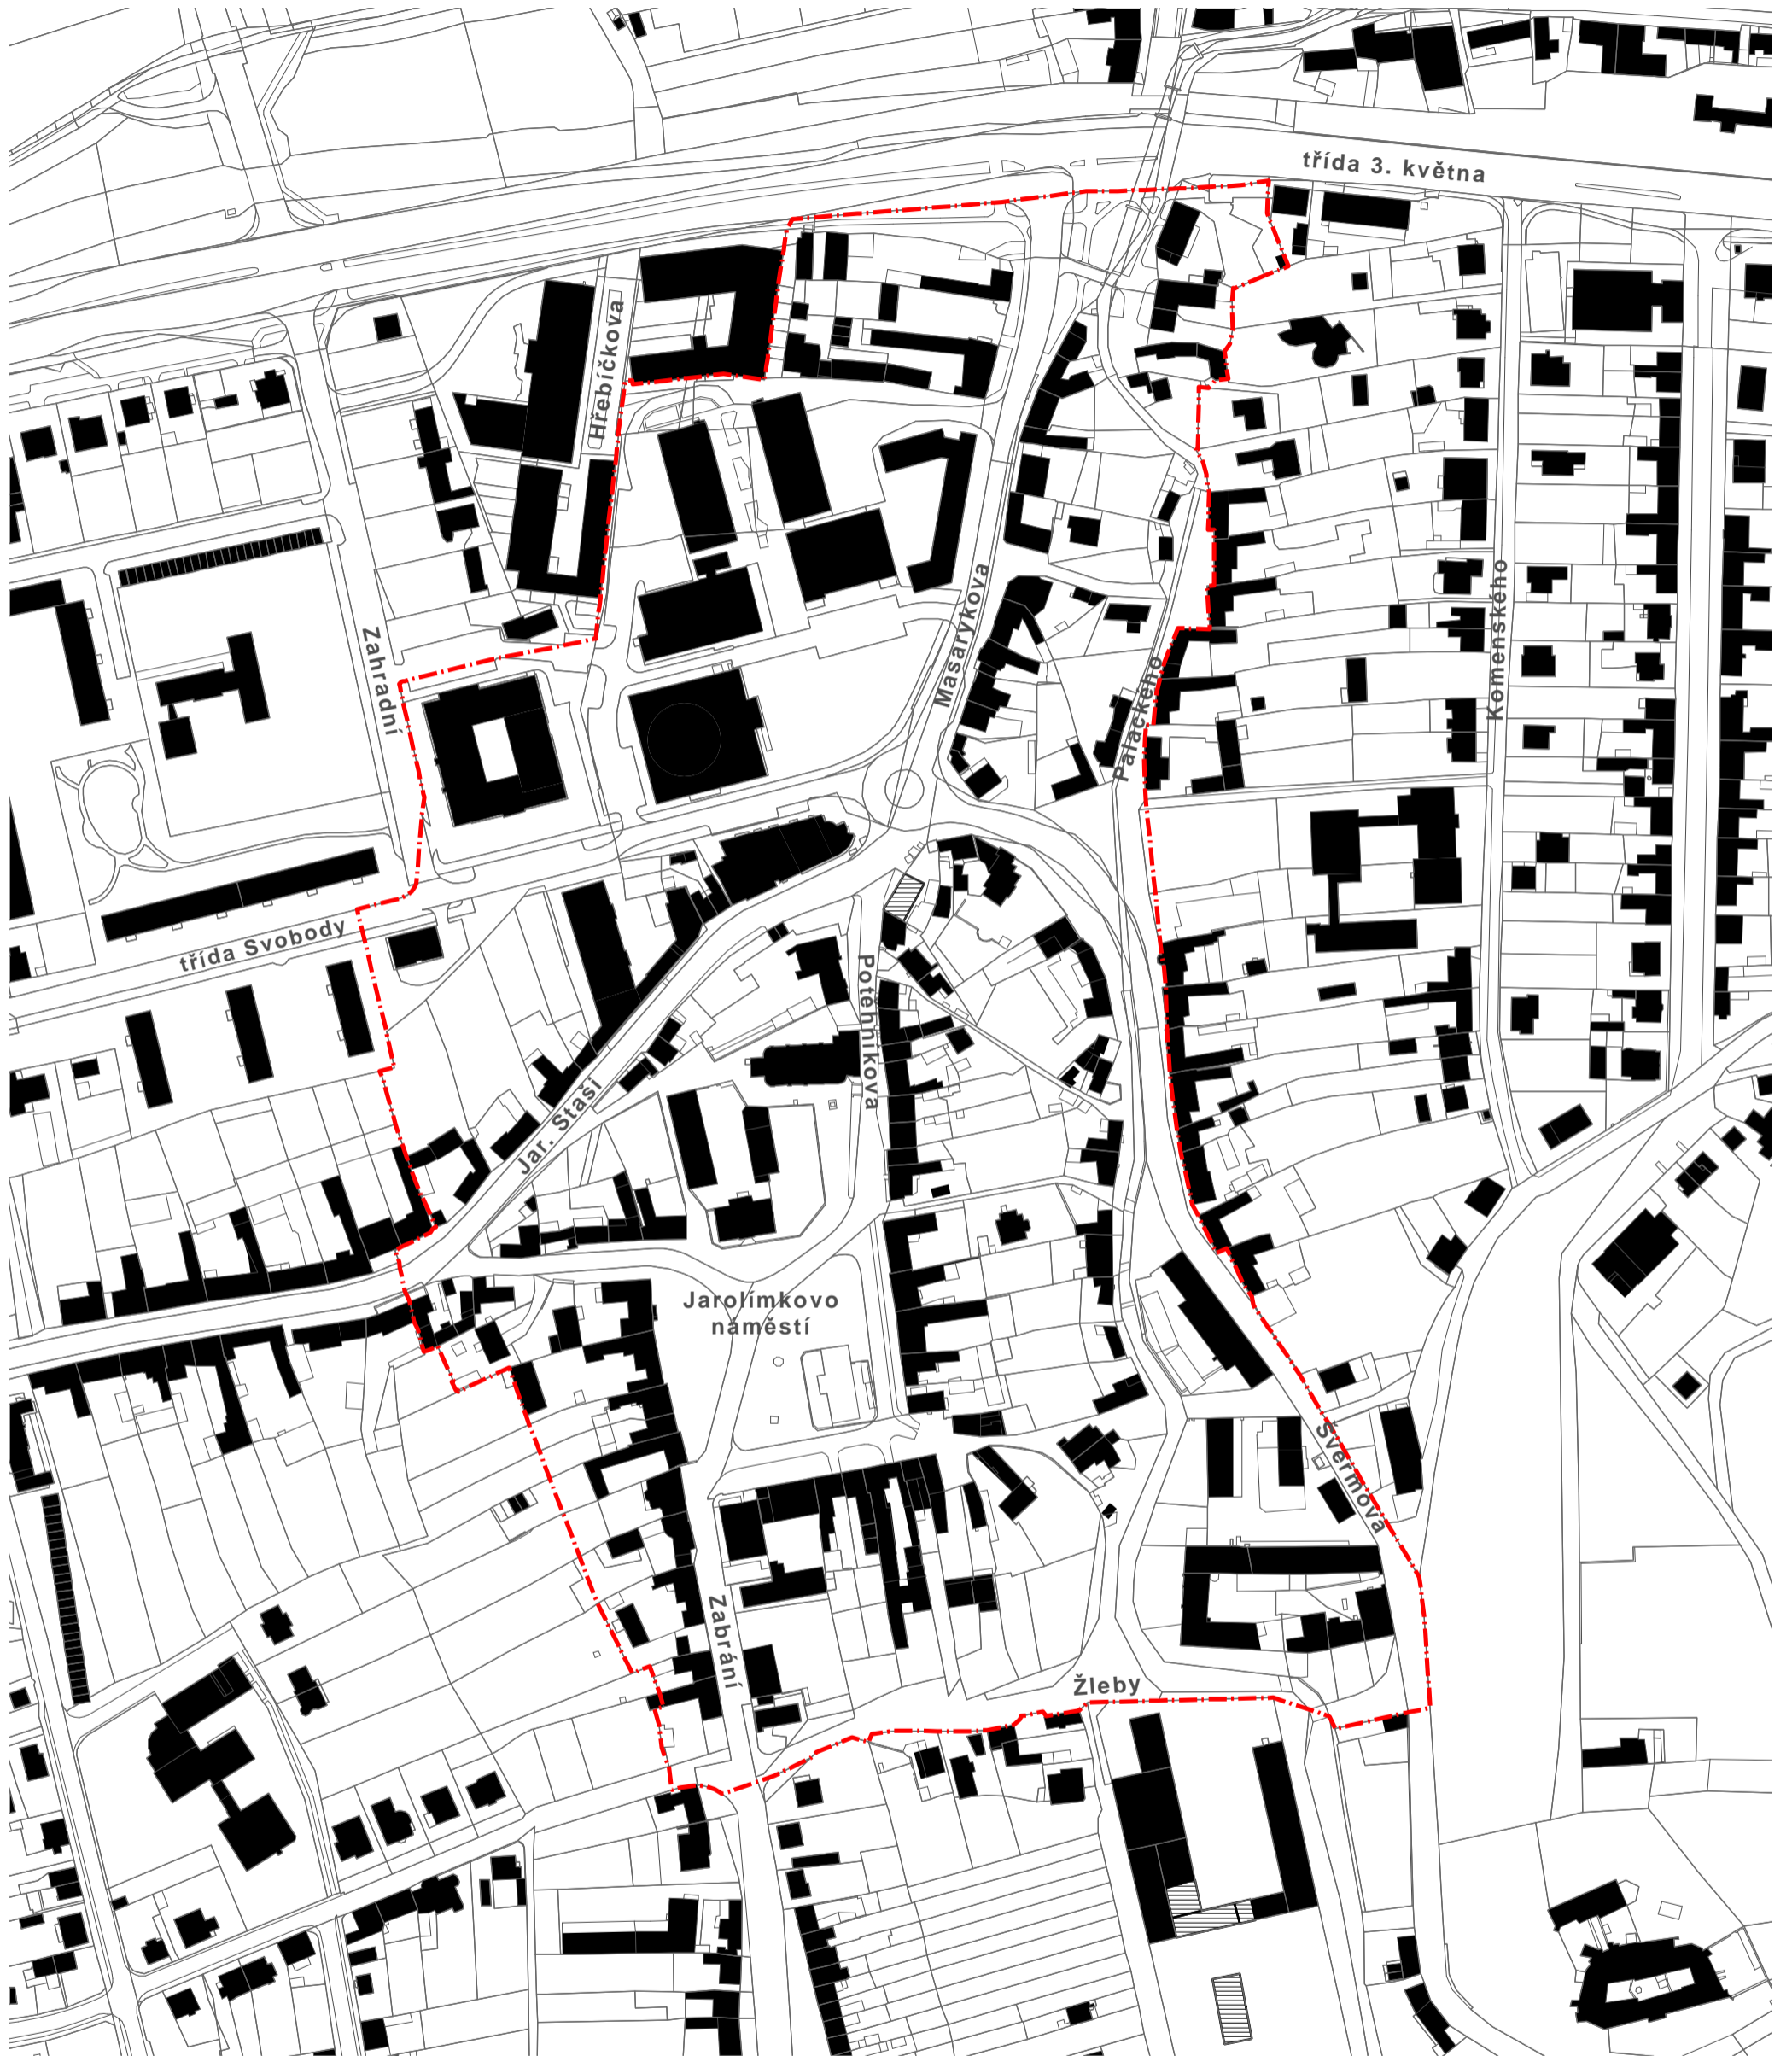 třída 3. května
Hřebíčkova
Masarykova
Komenského
Zahradní
Palackého
třída Svobody
Potěhníkova
Jar. Staši
Jarolímkovo
náměstí
Švermova
Zabrání
Žleby